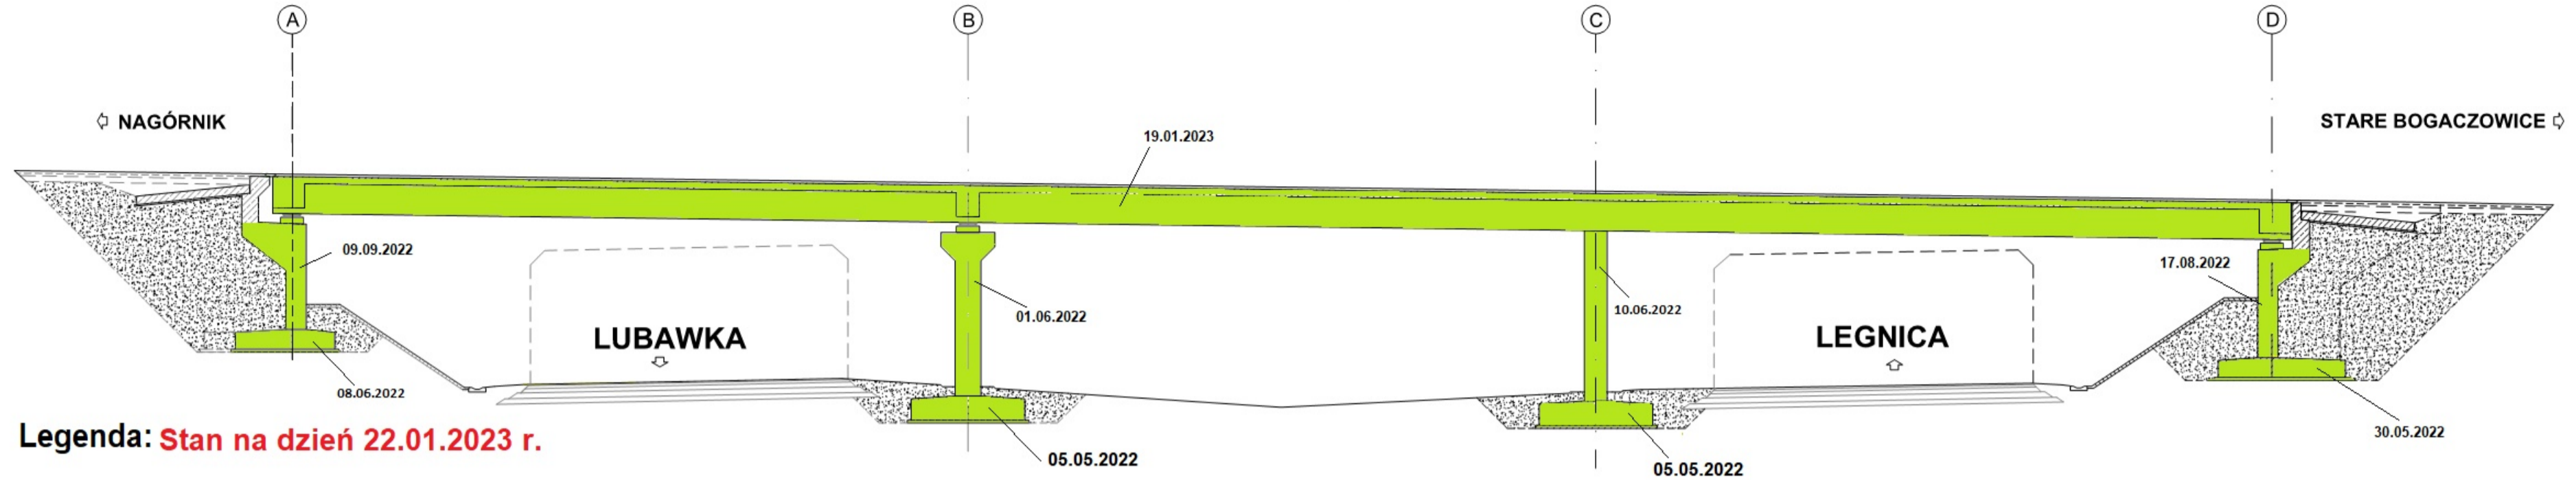 A
B
C
D
NAGÓRNIK
STARE BOGACZOWICE
19.01.2023
09.09.2022
01.06.2022
10.06.2022
17.08.2022
LUBAWKA
LEGNICA
08.06.2022
30.05.2022
05.05.2022
05.05.2022
Legenda: Stan na dzień 22.01.2023 r.